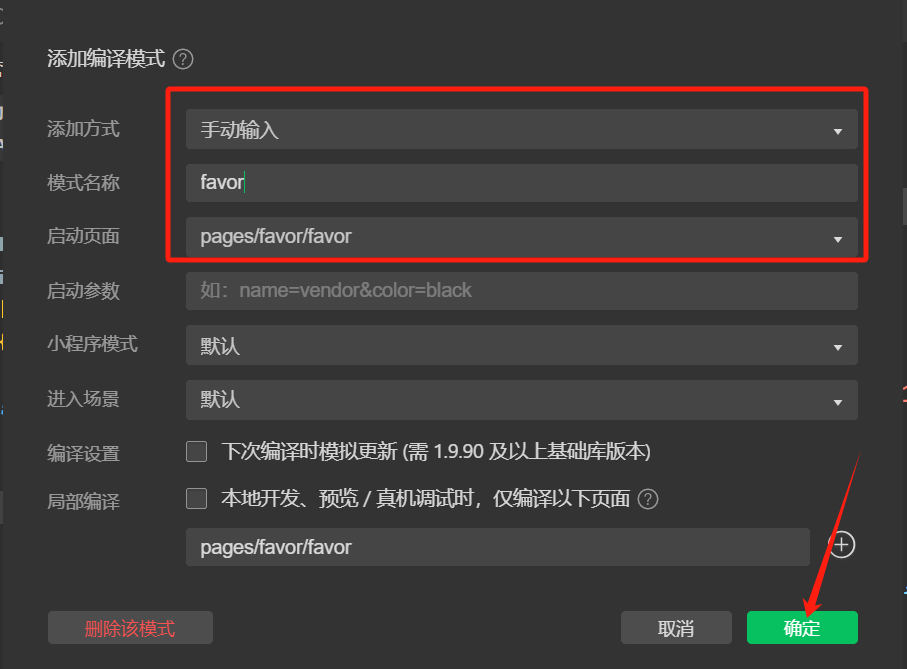 添加编译模式 ?
添加方式 手动输入
模式名称 favor
启动页面 pages/favor/favor
启动参数 如：name=vendor&color=black
小程序模式 默认
进入场景 默认
编译设置 下次编译时模拟更新 (需 1.9.90 及以上基础库版本)
局部编译 本地开发、预览 / 真机调试时，仅编译以下页面 ?
pages/favor/favor
删除该模式 取消 确定